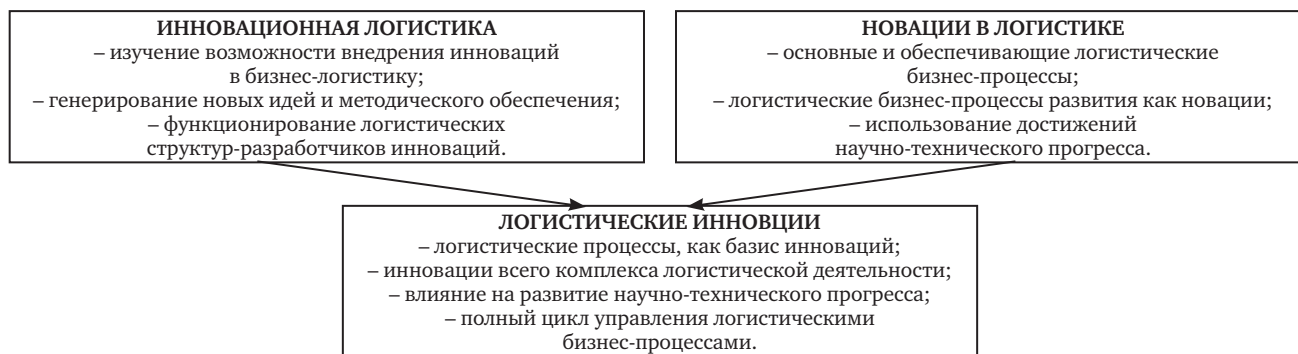 ИННОВАЦИОННАЯ ЛОГИСТИКА
– изучение возможности внедрения инноваций
в бизнес-логистику;
– генерирование новых идей и методического обеспечения;
– функционирование логистических
структур-разработчиков инноваций.
НОВАЦИИ В ЛОГИСТИКЕ
– основные и обеспечивающие логистические
бизнес-процессы;
– логистические бизнес-процессы развития как новации;
– использование достижений
научно-технического прогресса.
ЛОГИСТИЧЕСКИЕ ИННОВЦИИ
– логистические процессы, как базис инноваций;
– инновации всего комплекса логистической деятельности;
– влияние на развитие научно-технического прогресса;
– полный цикл управления логистическими
бизнес-процессами.